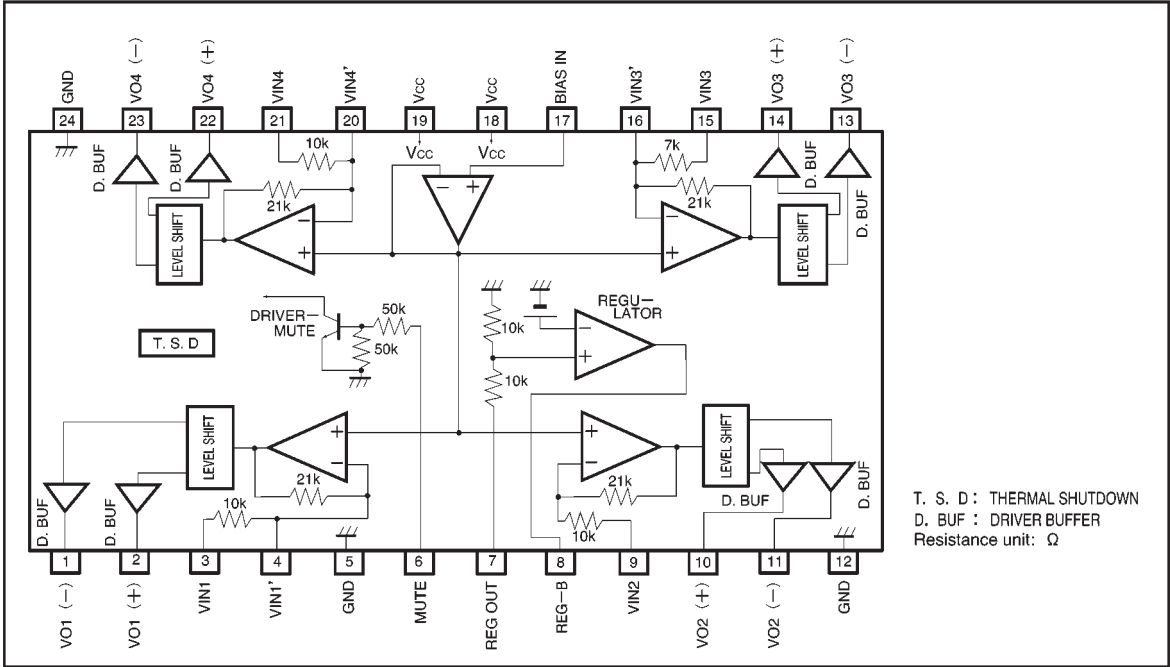 GND
VO4 (−)
VO4 (+)
VIN4
VIN4'
VCC
VCC
BIAS IN
VIN3'
VIN3
VO3 (+)
VO3 (−)
24
23
22
21
20
19
18
17
16
15
14
13
D. BUF
D. BUF
10k
VCC
VCC
7k
D. BUF
D. BUF
21k
21k
− +
−
+
−
+
LEVEL SHIFT
LEVEL SHIFT
DRIVER−
MUTE
50k
50k
10k
10k
REGU−
LATOR
−
+
T. S. D
LEVEL SHIFT
+
−
+
−
LEVEL SHIFT
21k
10k
21k
10k
D. BUF
D. BUF
D. BUF
D. BUF
T. S. D : THERMAL SHUTDOWN
D. BUF : DRIVER BUFFER
Resistance unit: Ω
1
2
3
4
5
6
7
8
9
10
11
12
VO1 (−)
VO1 (+)
VIN1
VIN1'
GND
MUTE
REG OUT
REG−B
VIN2
VO2 (+)
VO2 (−)
GND